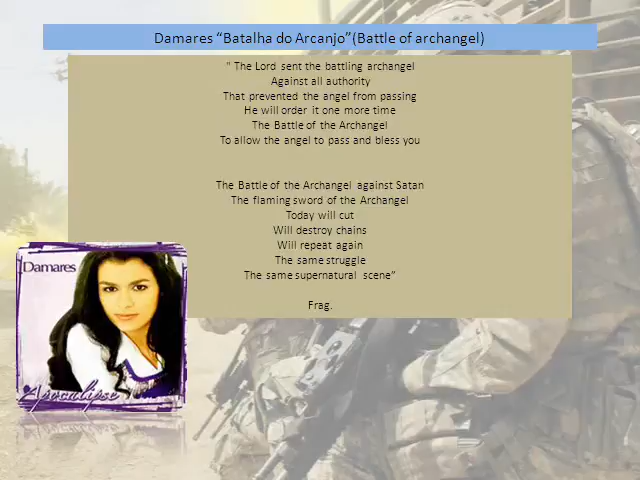 Damares “Batalha do Arcanjo”(Battle of archangel)
" The Lord sent the battling archangel
Against all authority
That prevented the angel from passing
He will order it one more time
The Battle of the Archangel
To allow the angel to pass and bless you
The Battle of the Archangel against Satan
The flaming sword of the Archangel
Today will cut
Will destroy chains
Will repeat again
The same struggle
The same supernatural scene”
Frag.
Damares
Apocalipse